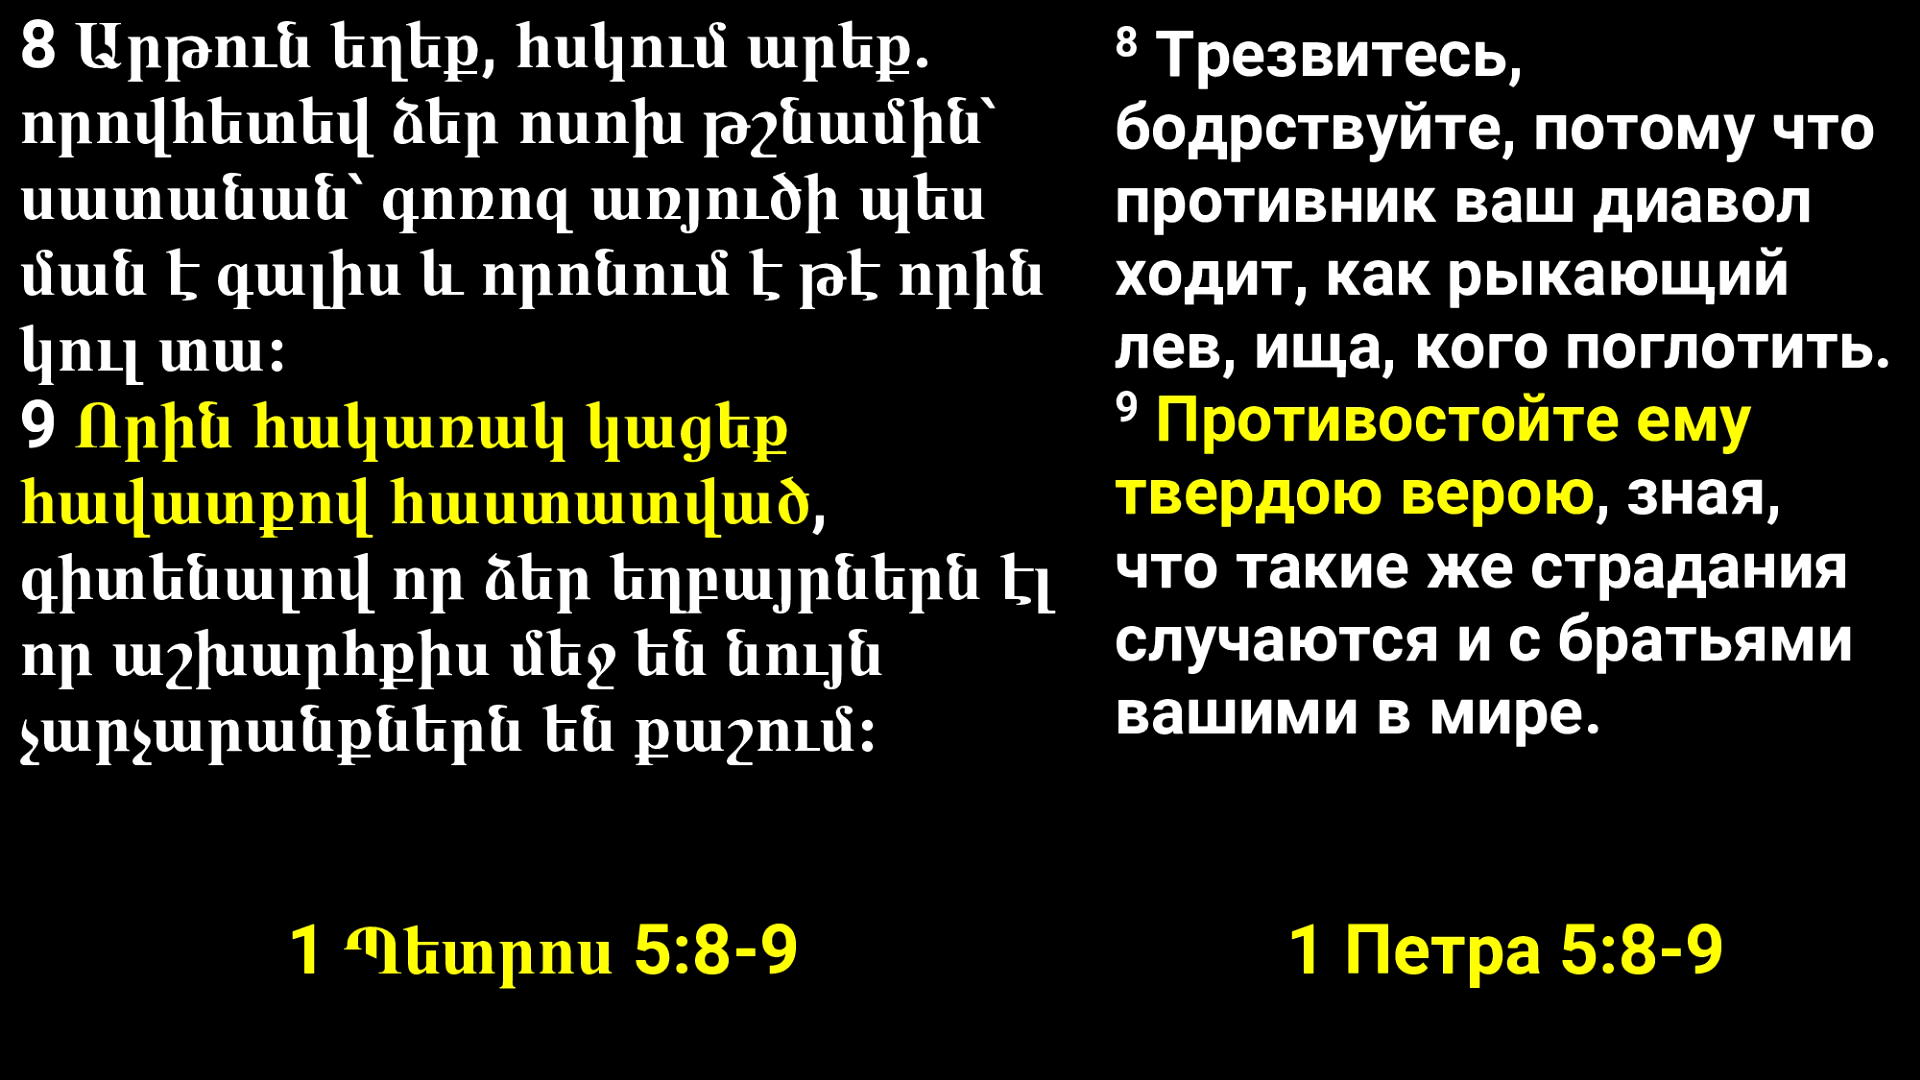 8 Արթուն եղեք, հսկում արեք.
որովհետեվ ձեր ոսոխ թշնամին՝
սատանան՝ գոռոզ առյուծի պես
ման է գալիս և որոնում է թէ որին
կուլ տա:
9 Որին հակառակ կացեք
հավատքով հաստատված,
գիտենալով որ ձեր եղբայրներն էլ
որ աշխարհքիս մեջ են նույն
չարչարանքներն են քաշում:
1 Պետրոս 5:8-9
8 Трезвитесь,
бодрствуйте, потому что
противник ваш диавол
ходит, как рыкающий
лев, ища, кого поглотить.
9 Противостойте ему
твердою верою, зная,
что такие же страдания
случаются и с братьями
вашими в мире.
1 Петра 5:8-9